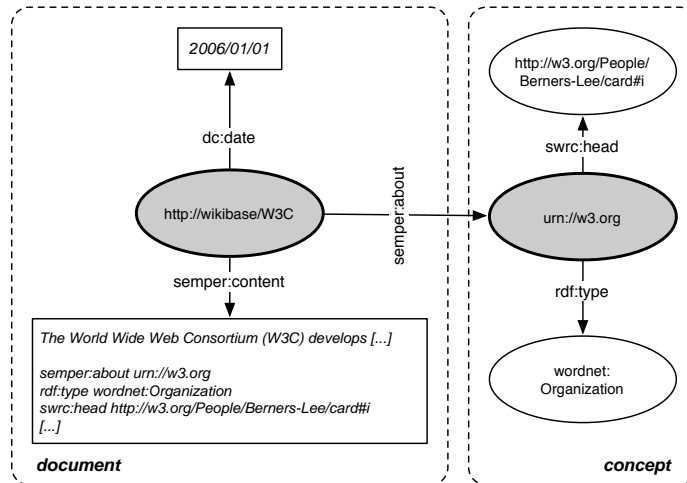 2006/01/01
dc:date
http://wikibase/W3C
semper:content
The World Wide Web Consortium (W3C) develops [...]
semper:about urn://w3.org
rdf:type wordnet:Organization
swrc:head http://w3.org/People/Berners-Lee/card#i
[...]
document
semper:about
http://w3.org/People/
Berners-Lee/card#i
swrc:head
urn://w3.org
rdf:type
wordnet:
Organization
concept